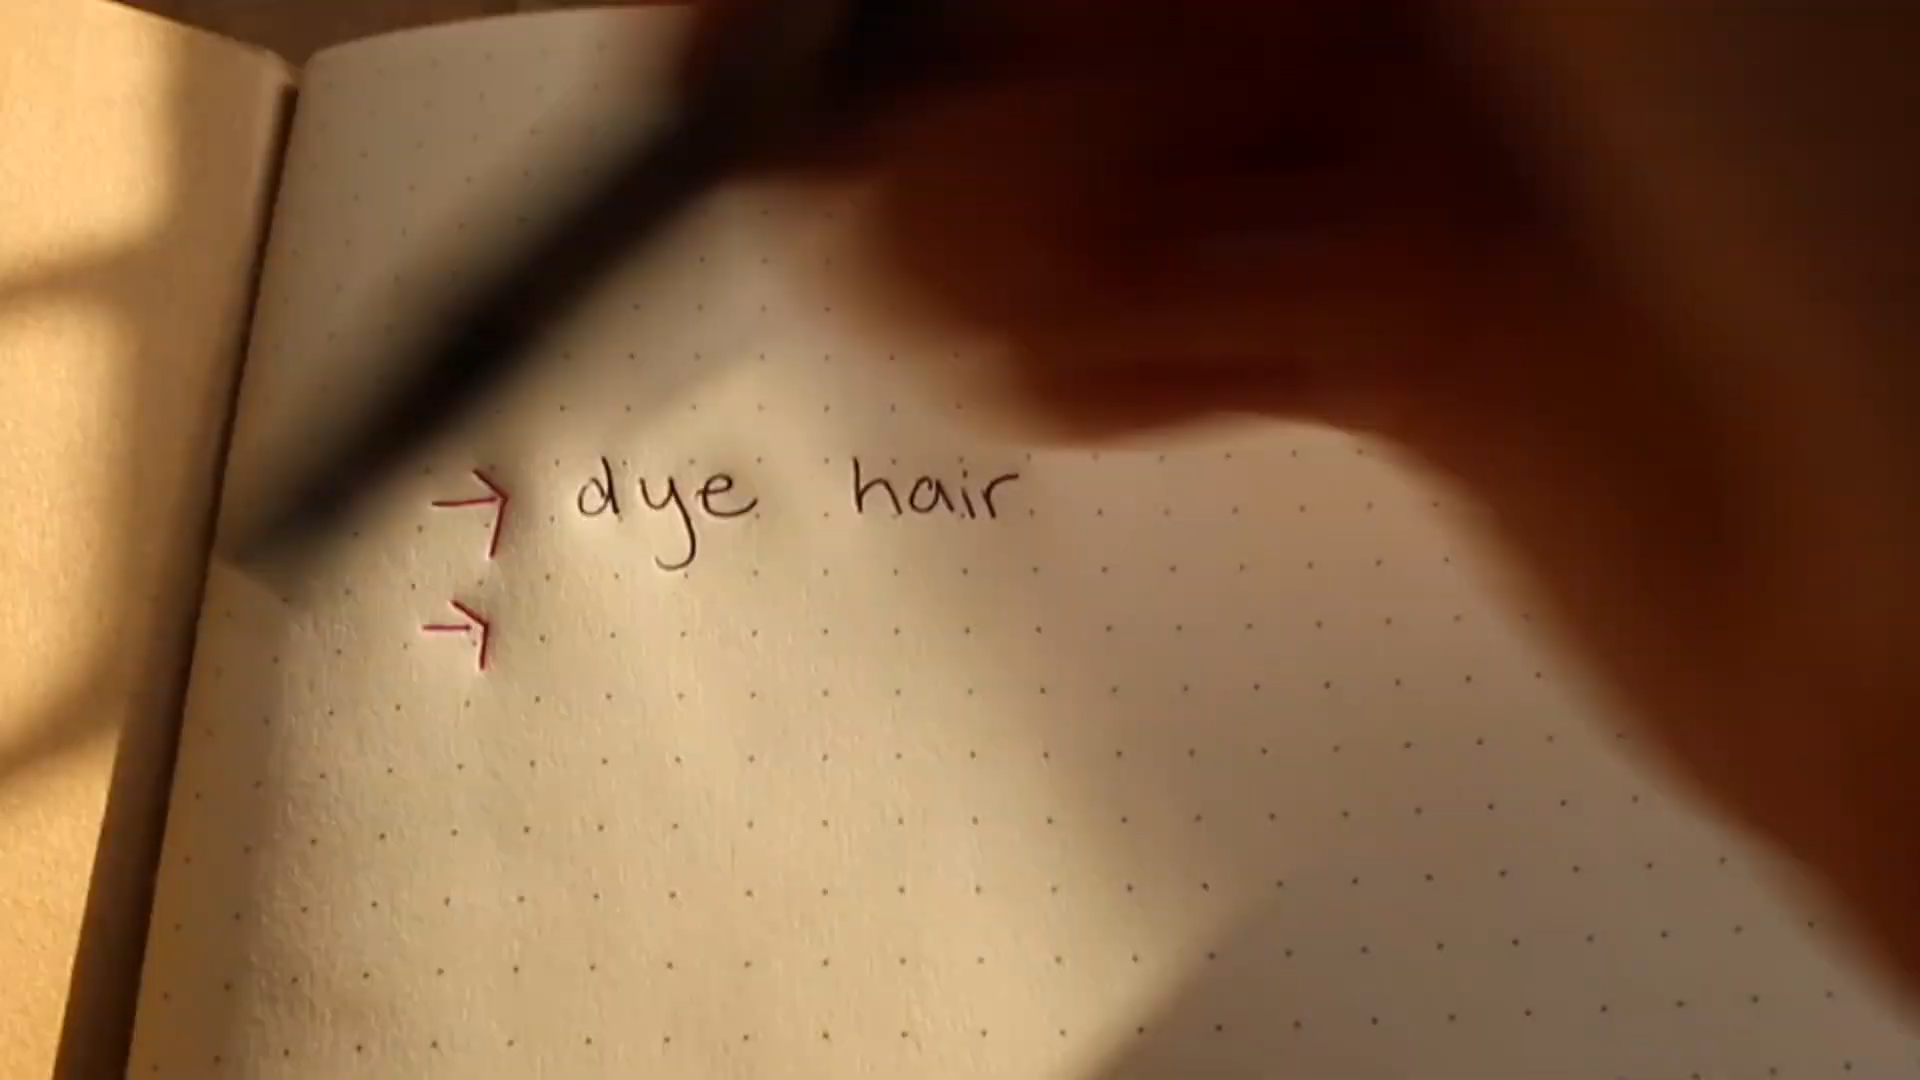 → dye hair
→